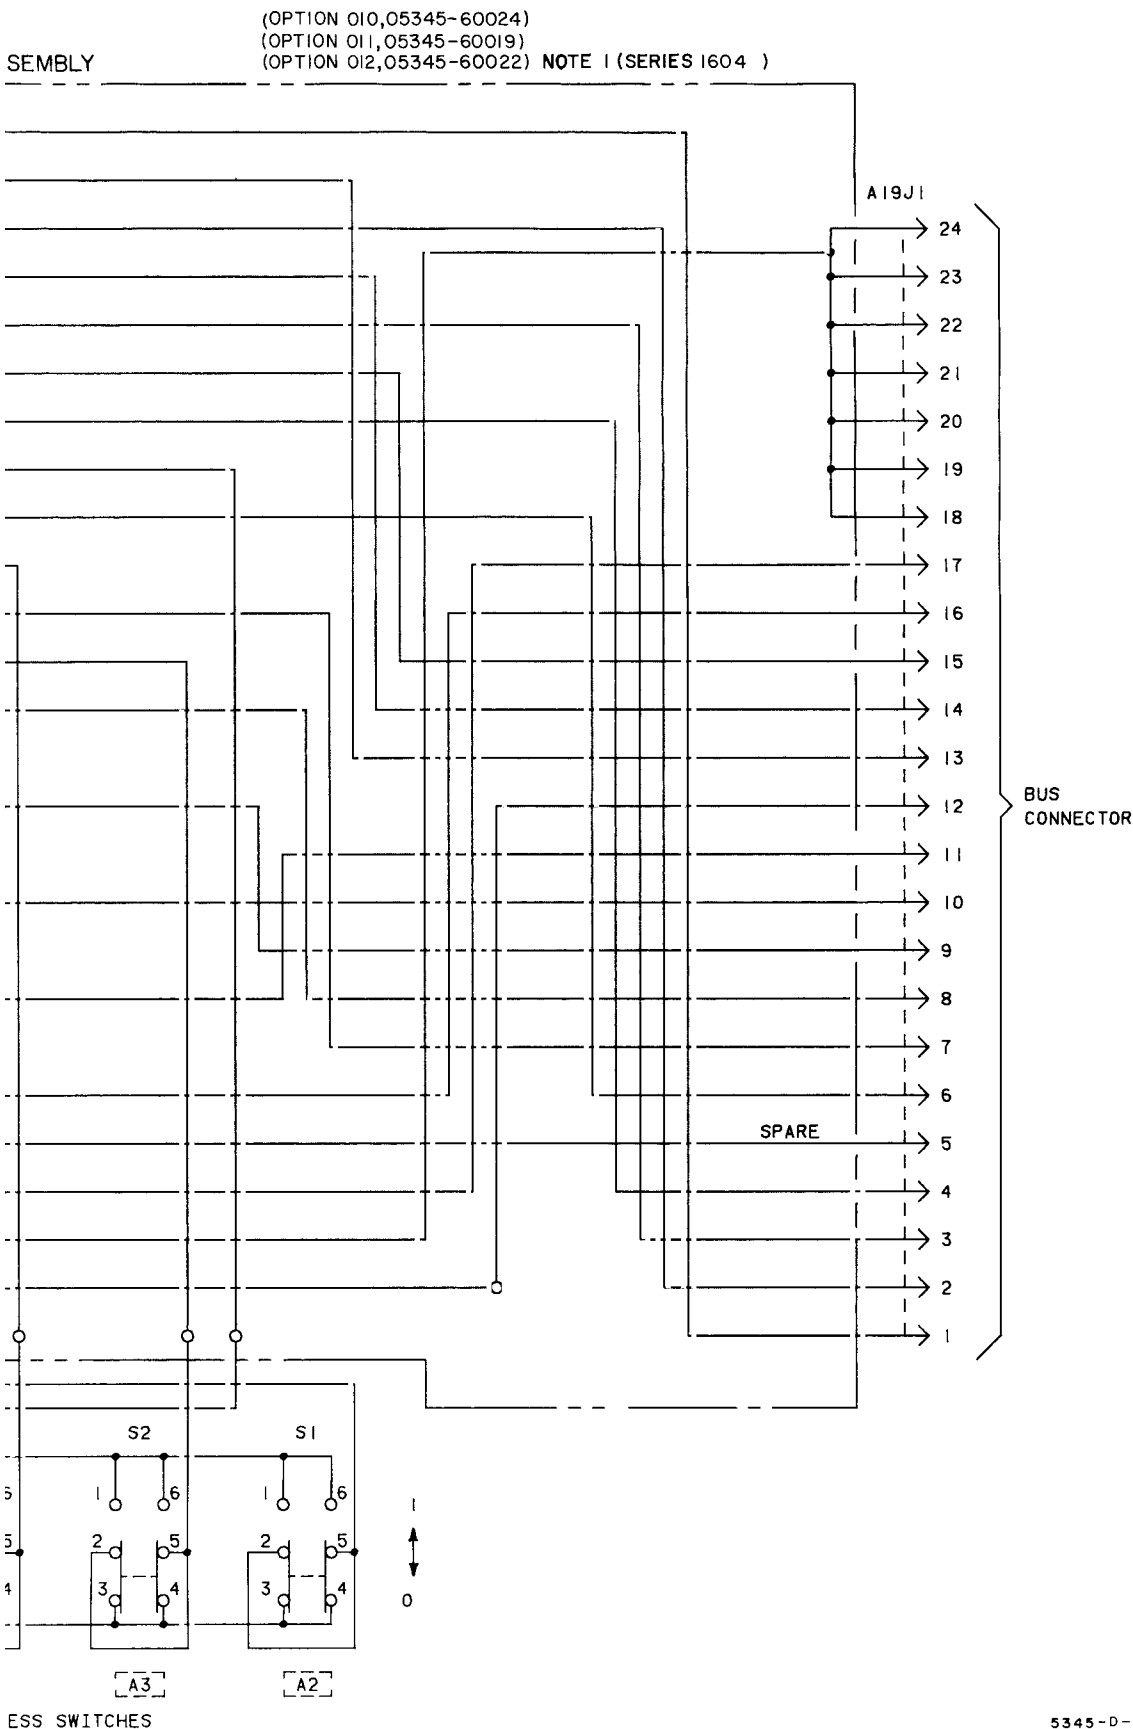 (OPTION 010,05345-60024)
(OPTION 011,05345-60019)
SEMBLY (OPTION 012,05345-60022) NOTE 1 (SERIES 1604 )
A19J1
24
23
22
21
20
19
18
17
16
15
14
13
12
BUS
CONNECTOR
11
10
9
8
7
6
SPARE
5
4
3
2
1
S2 S1
6 1 6 1 6 1
5 2 5 2 5
4 3 4 3 4 0
A3 A2
ESS SWITCHES 5345-D-